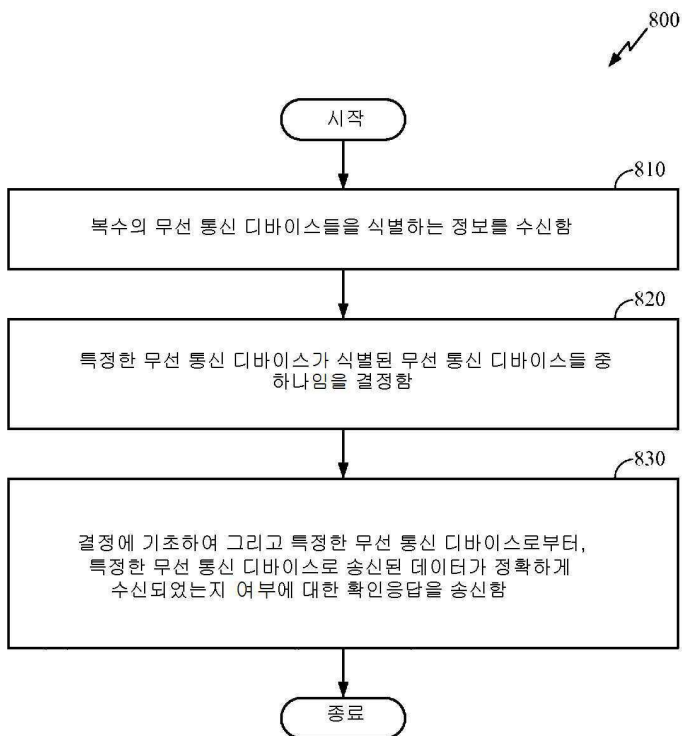 800
시작
810
복수의 무선 통신 디바이스들을 식별하는 정보를 수신함
820
특정한 무선 통신 디바이스가 식별된 무선 통신 디바이스들 중
하나임을 결정함
830
결정에 기초하여 그리고 특정한 무선 통신 디바이스로부터,
특정한 무선 통신 디바이스로 송신된 데이터가 정확하게
수신되었는지 여부에 대한 확인응답을 송신함
종료